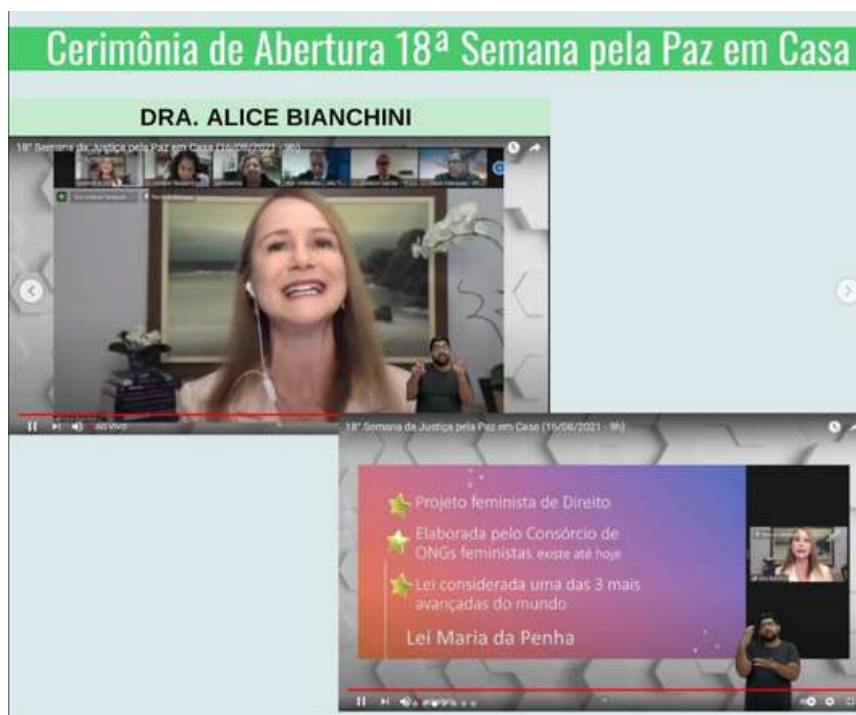 Cerimônia de Abertura 18ª Semana pela Paz em Casa
DRA. ALICE BIANCHINI
18ª Semana da Justiça pela Paz em Casa (16/08/2021 - 9h)
AO VIVO
18ª Semana da Justiça pela Paz em Casa (16/08/2021 - 9h)
Projeto feminista de Direito
Elaborada pelo Consórcio de
ONGs feministas existe até hoje
Lei considerada uma das 3 mais
avançadas do mundo
Lei Maria da Penha